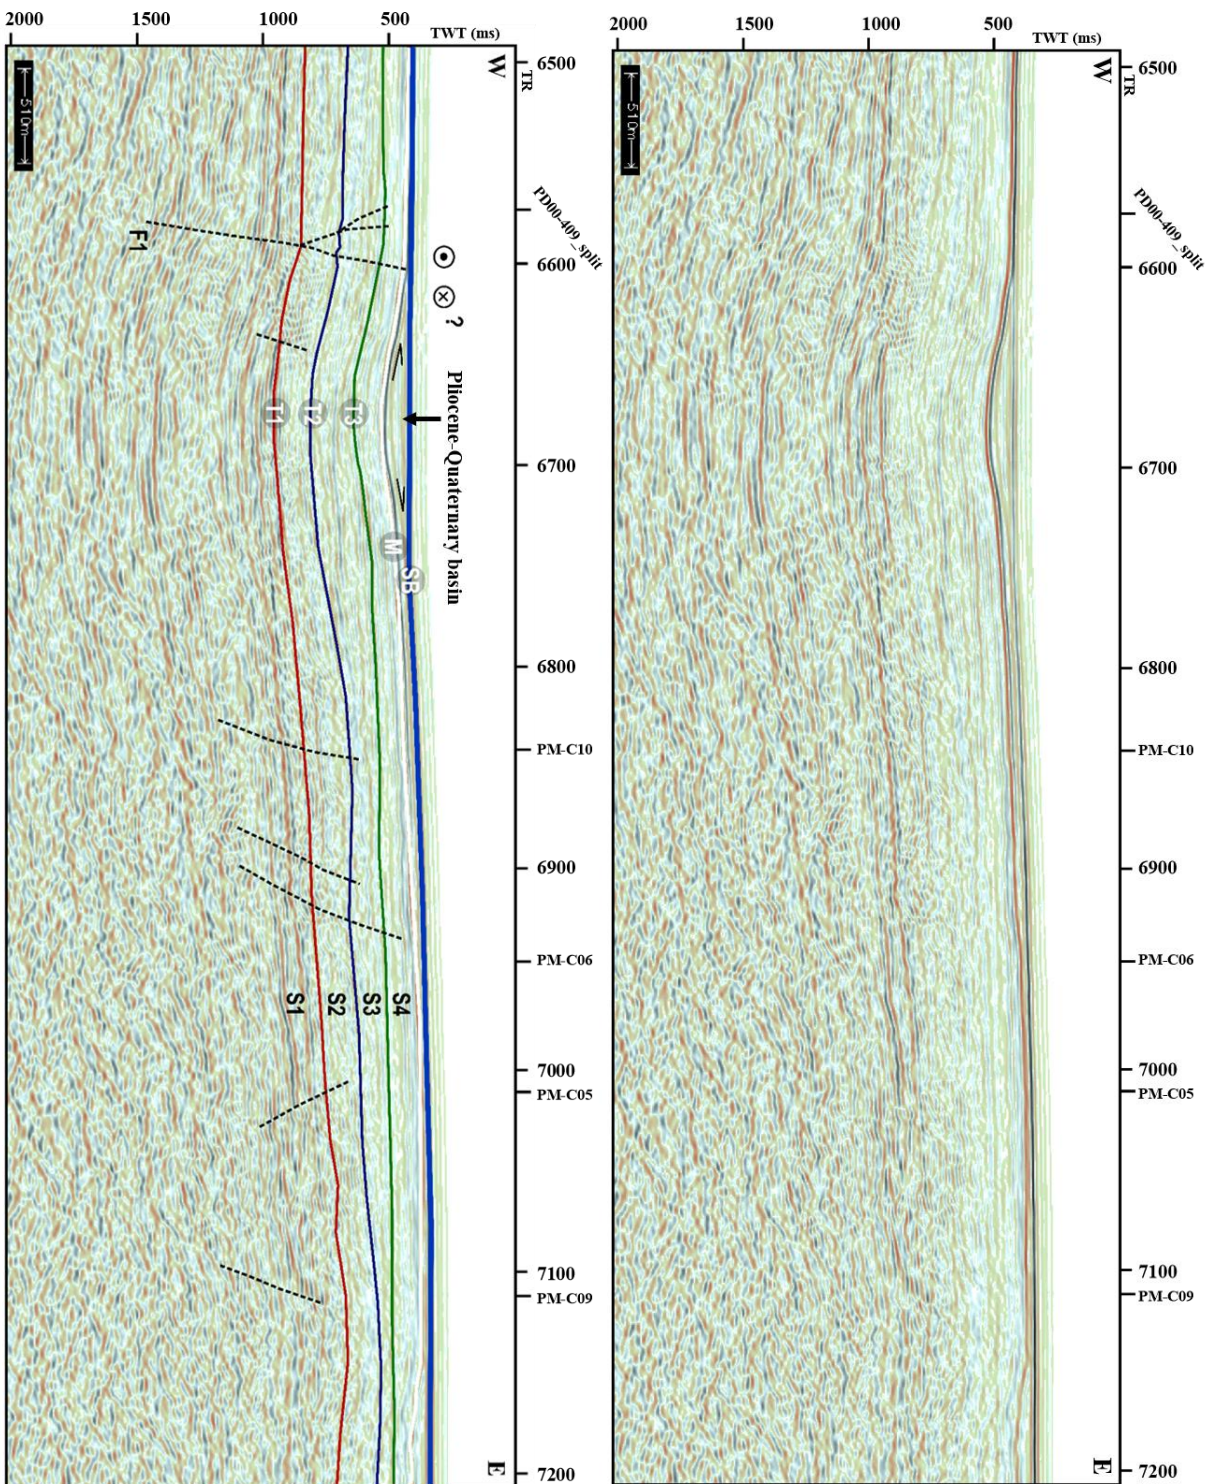 2000 1500 1000 500
TWT (ms)
W
TR
6500
PD00-409_split
6600
6700
6800
PM-C10
6900
PM-C06
7000
PM-C05
7100
PM-C09
7200
E
510m
F1
?
Pliocene-Quaternary basin
T1
T2
T3
M
SB
S1
S2
S3
S4
2000 1500 1000 500
TWT (ms)
W
TR
6500
PD00-409_split
6600
6700
6800
PM-C10
6900
PM-C06
7000
PM-C05
7100
PM-C09
7200
E
510m